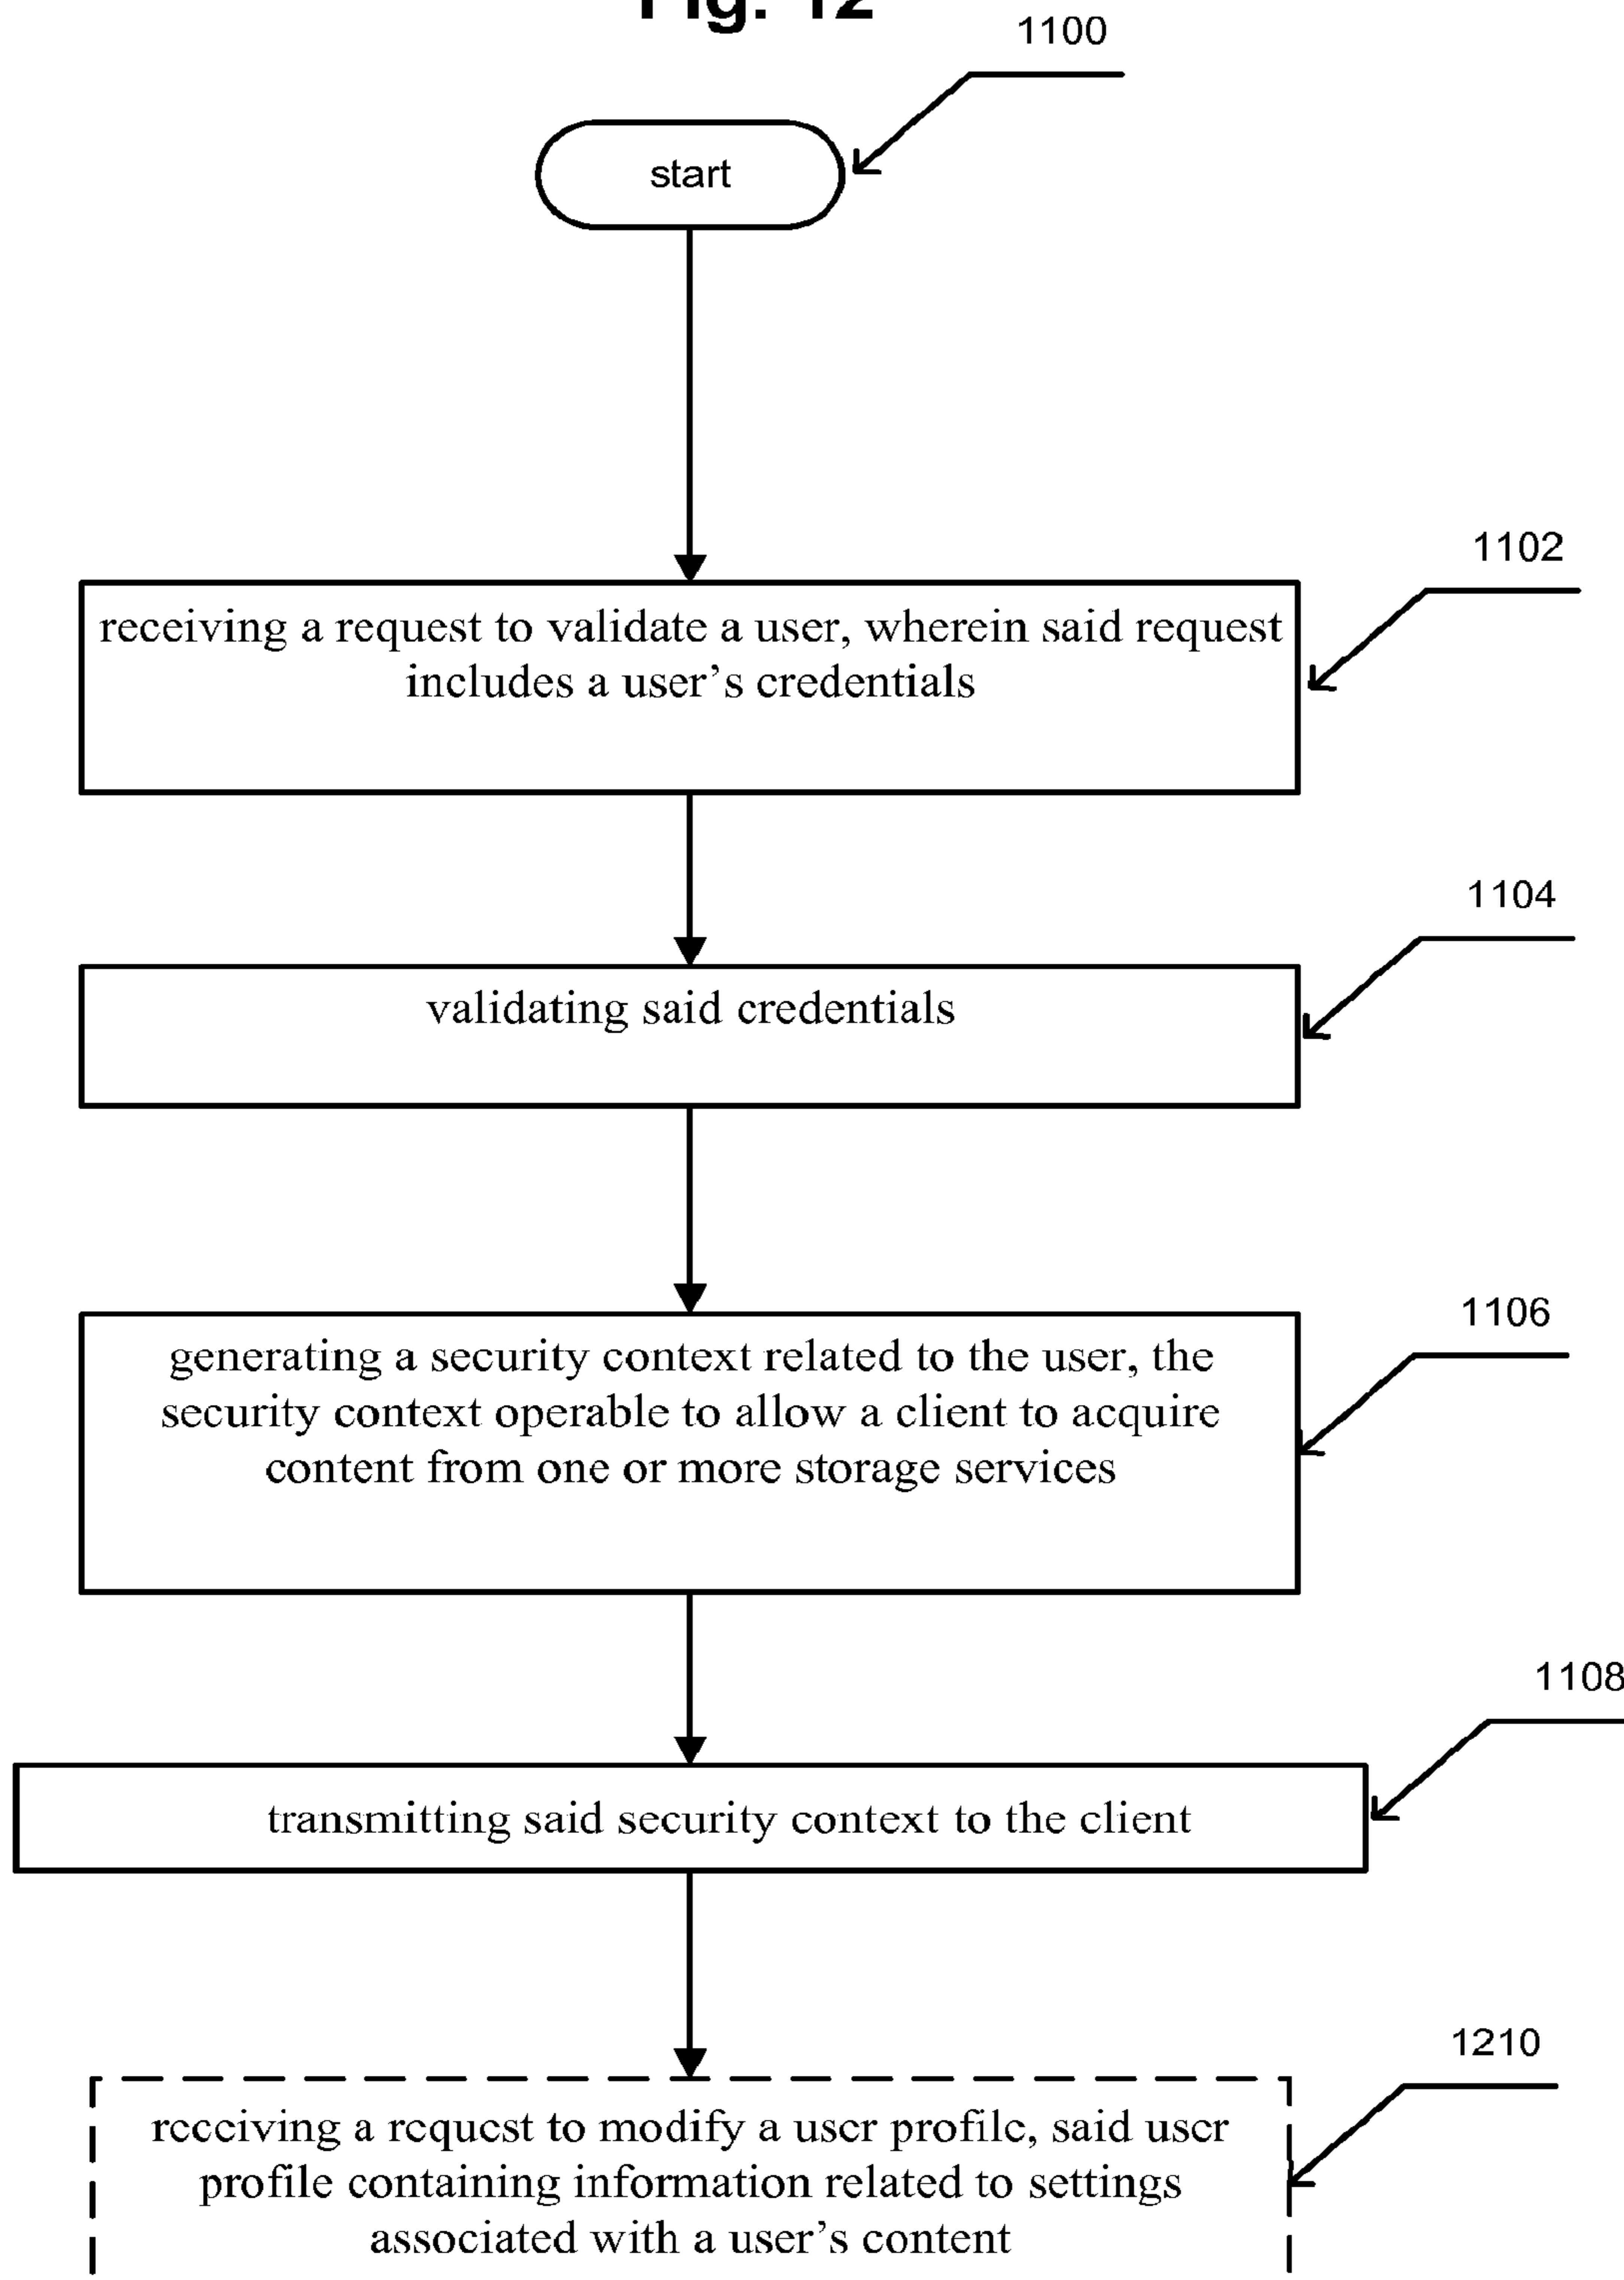 Fig. 12
1100
start
1102
receiving a request to validate a user, wherein said request
includes a user’s credentials
1104
validating said credentials
1106
generating a security context related to the user, the
security context operable to allow a client to acquire
content from one or more storage services
1108
transmitting said security context to the client
1210
receiving a request to modify a user profile, said user
profile containing information related to settings
associated with a user’s content